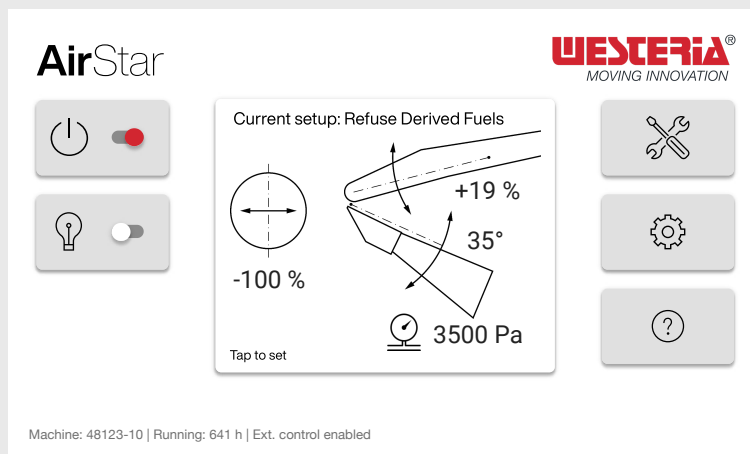 AirStar
WESTERIA®
MOVING INNOVATION
Current setup: Refuse Derived Fuels
+19 %
35°
-100 %
3500 Pa
Tap to set
?
Machine: 48123-10 | Running: 641 h | Ext. control enabled